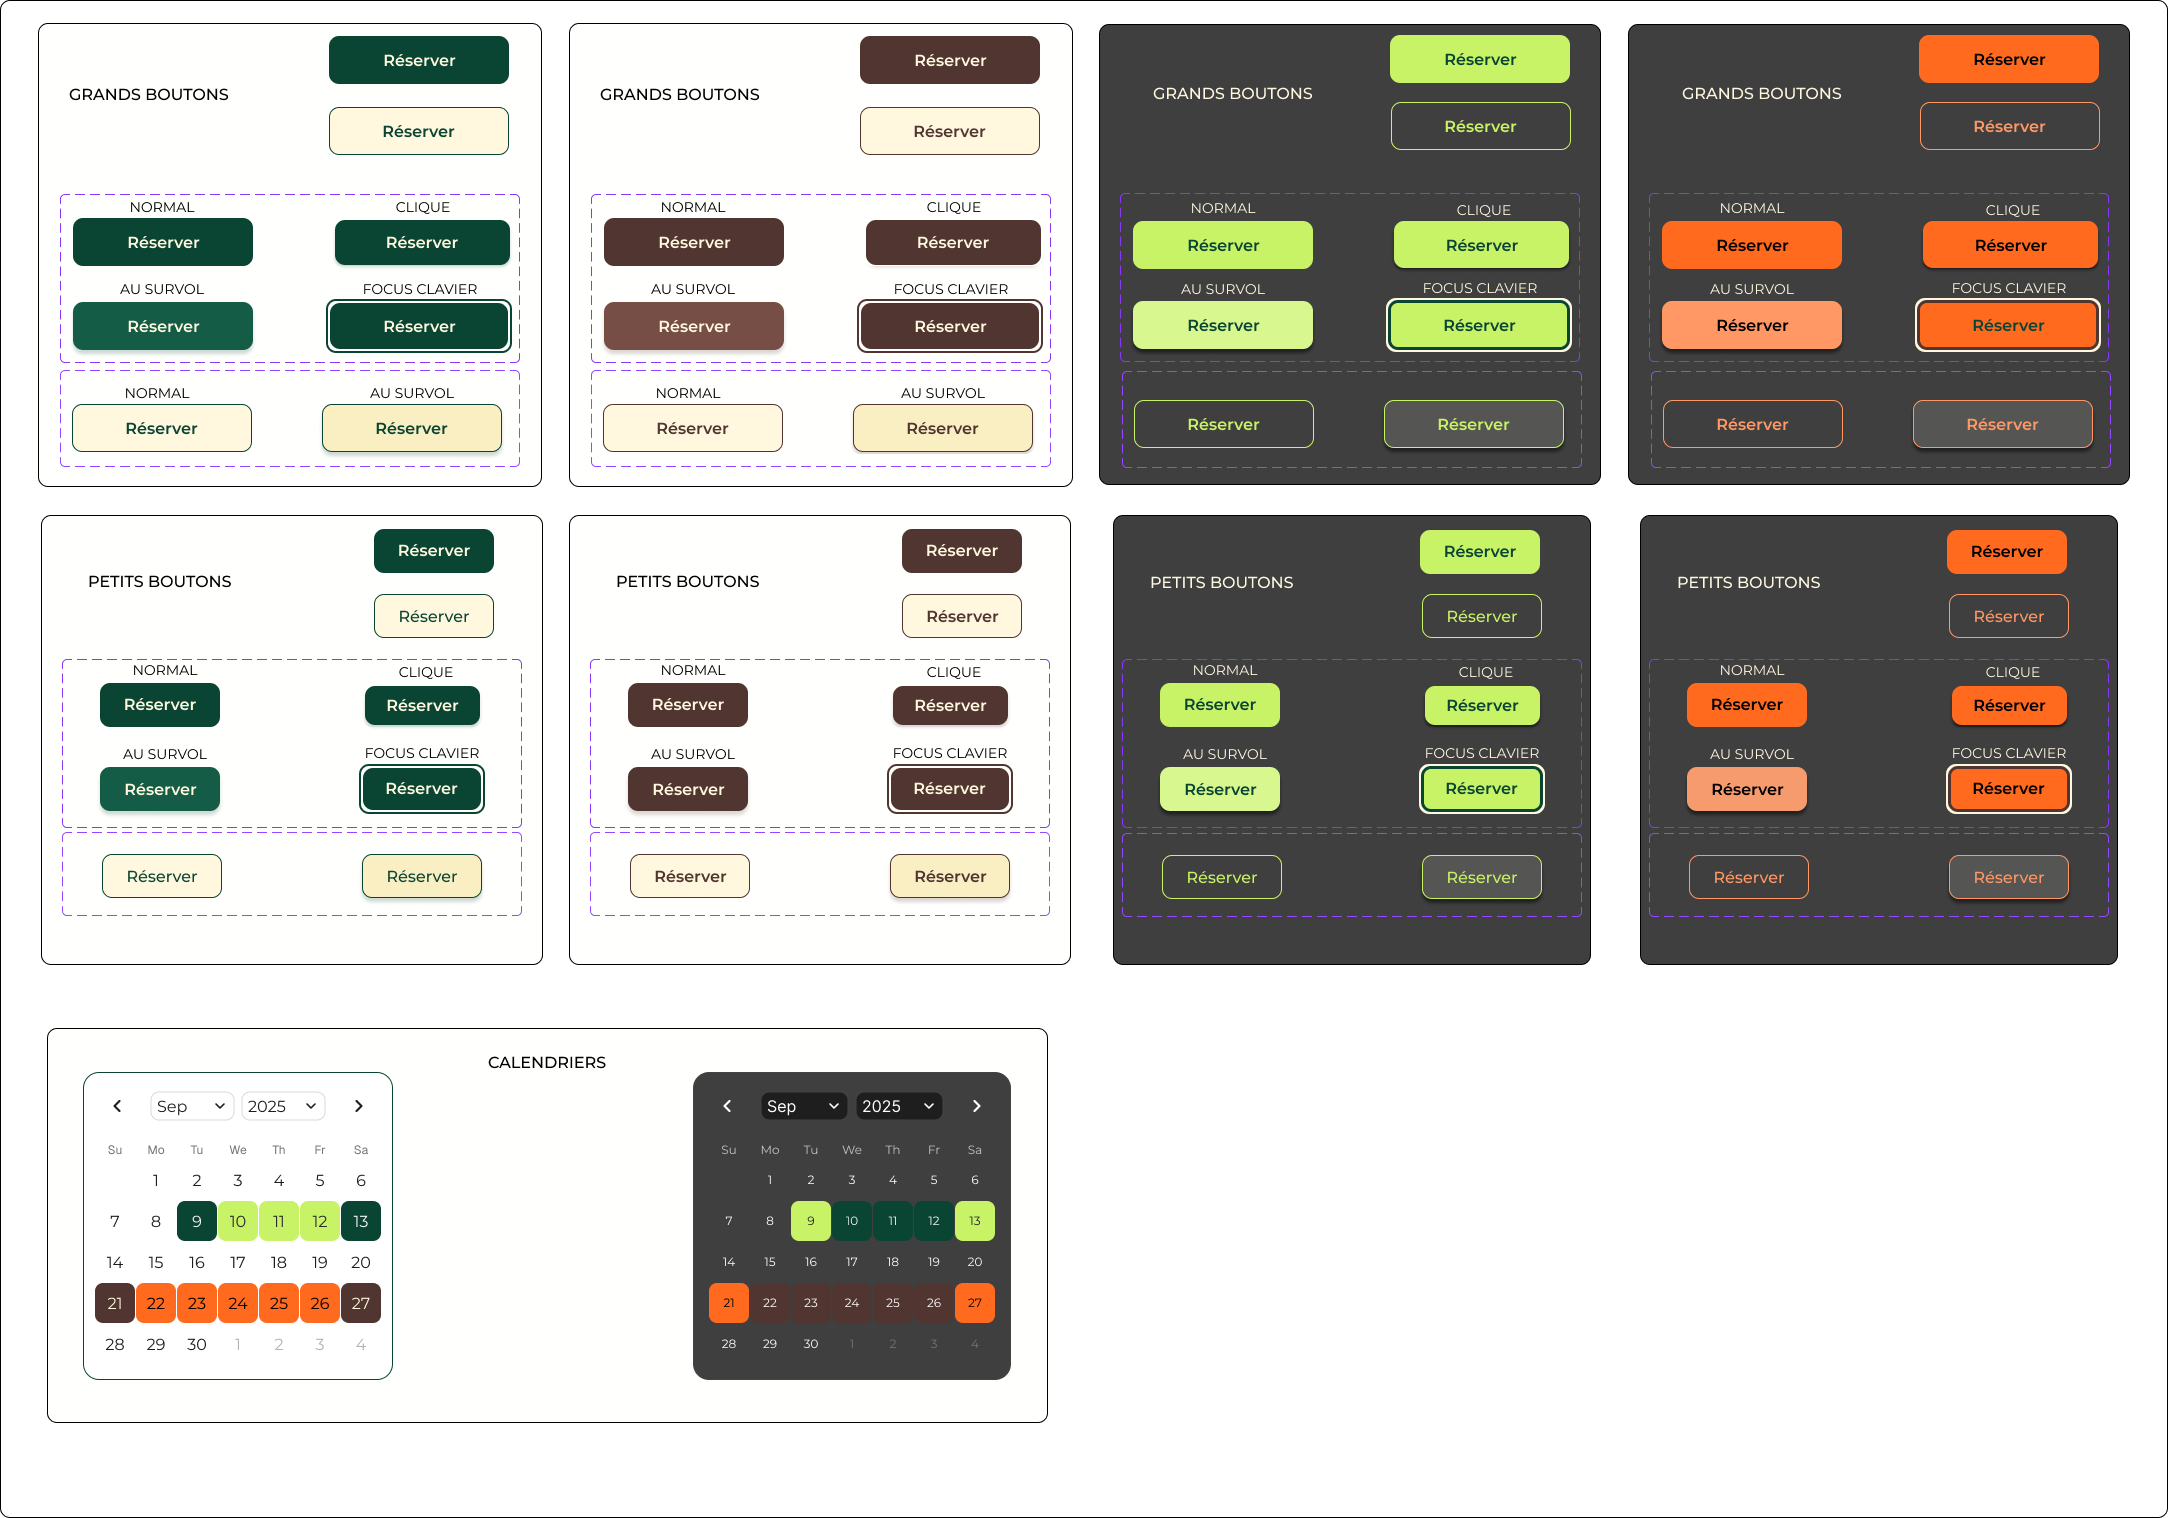 Réserver
GRANDS BOUTONS
Réserver
NORMAL CLIQUE
Réserver Réserver
AU SURVOL FOCUS CLAVIER
Réserver Réserver
NORMAL AU SURVOL
Réserver Réserver
Réserver
GRANDS BOUTONS
Réserver
NORMAL CLIQUE
Réserver Réserver
AU SURVOL FOCUS CLAVIER
Réserver Réserver
NORMAL AU SURVOL
Réserver Réserver
Réserver
GRANDS BOUTONS
Réserver
NORMAL CLIQUE
Réserver Réserver
AU SURVOL FOCUS CLAVIER
Réserver Réserver
Réserver Réserver
Réserver
GRANDS BOUTONS
Réserver
NORMAL CLIQUE
Réserver Réserver
AU SURVOL FOCUS CLAVIER
Réserver Réserver
Réserver Réserver
Réserver
PETITS BOUTONS
Réserver
NORMAL CLIQUE
Réserver Réserver
AU SURVOL FOCUS CLAVIER
Réserver Réserver
Réserver Réserver
Réserver
PETITS BOUTONS
Réserver
NORMAL CLIQUE
Réserver Réserver
AU SURVOL FOCUS CLAVIER
Réserver Réserver
Réserver Réserver
Réserver
PETITS BOUTONS
Réserver
NORMAL CLIQUE
Réserver Réserver
AU SURVOL FOCUS CLAVIER
Réserver Réserver
Réserver Réserver
Réserver
PETITS BOUTONS
Réserver
NORMAL CLIQUE
Réserver Réserver
AU SURVOL FOCUS CLAVIER
Réserver Réserver
Réserver Réserver
CALENDRIERS
Sep 2025
Su Mo Tu We Th Fr Sa
1 2 3 4 5 6
7 8 9 10 11 12 13
14 15 16 17 18 19 20
21 22 23 24 25 26 27
28 29 30 1 2 3 4
Sep 2025
Su Mo Tu We Th Fr Sa
1 2 3 4 5 6
7 8 9 10 11 12 13
14 15 16 17 18 19 20
21 22 23 24 25 26 27
28 29 30 1 2 3 4